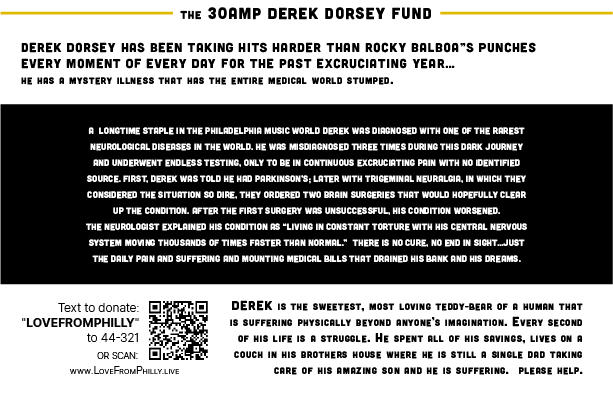 THE 30AMP DEREK DORSEY FUND
DEREK DORSEY HAS BEEN TAKING HITS HARDER THAN ROCKY BALBOA"S PUNCHES
EVERY MOMENT OF EVERY DAY FOR THE PAST EXCRUCIATING YEAR...
HE HAS A MYSTERY ILLNESS THAT HAS THE ENTIRE MEDICAL WORLD STUMPED.
A LONGTIME STAPLE IN THE PHILADELPHIA MUSIC WORLD DEREK WAS DIAGNOSED WITH ONE OF THE RAREST
NEUROLOGICAL DISEASES IN THE WORLD. HE WAS MISDIAGNOSED THREE TIMES DURING THIS DARK JOURNEY
AND UNDERWENT ENDLESS TESTING, ONLY TO BE IN CONTINUOUS EXCRUCIATING PAIN WITH NO IDENTIFIED
SOURCE. FIRST, DEREK WAS TOLD HE HAD PARKINSON'S; LATER WITH TRIGEMINAL NEURALGIA, IN WHICH THEY
CONSIDERED THE SITUATION SO DIRE, THEY ORDERED TWO BRAIN SURGERIES THAT WOULD HOPEFULLY CLEAR
UP THE CONDITION. AFTER THE FIRST SURGERY WAS UNSUCCESSFUL, HIS CONDITION WORSENED.
THE NEUROLOGIST EXPLAINED HIS CONDITION AS "LIVING IN CONSTANT TORTURE WITH HIS CENTRAL NERVOUS
SYSTEM MOVING THOUSANDS OF TIMES FASTER THAN NORMAL." THERE IS NO CURE, NO END IN SIGHT...JUST
THE DAILY PAIN AND SUFFERING AND MOUNTING MEDICAL BILLS THAT DRAINED HIS BANK AND HIS DREAMS.
Text to donate:
"LOVEFROMPHILLY"
to 44-321
OR SCAN:
www.LoveFromPhilly.live
DEREK IS THE SWEETEST, MOST LOVING TEDDY-BEAR OF A HUMAN THAT
IS SUFFERING PHYSICALLY BEYOND ANYONE'S IMAGINATION. EVERY SECOND
OF HIS LIFE IS A STRUGGLE. HE SPENT ALL OF HIS SAVINGS, LIVES ON A
COUCH IN HIS BROTHERS HOUSE WHERE HE IS STILL A SINGLE DAD TAKING
CARE OF HIS AMAZING SON AND HE IS SUFFERING. PLEASE HELP.